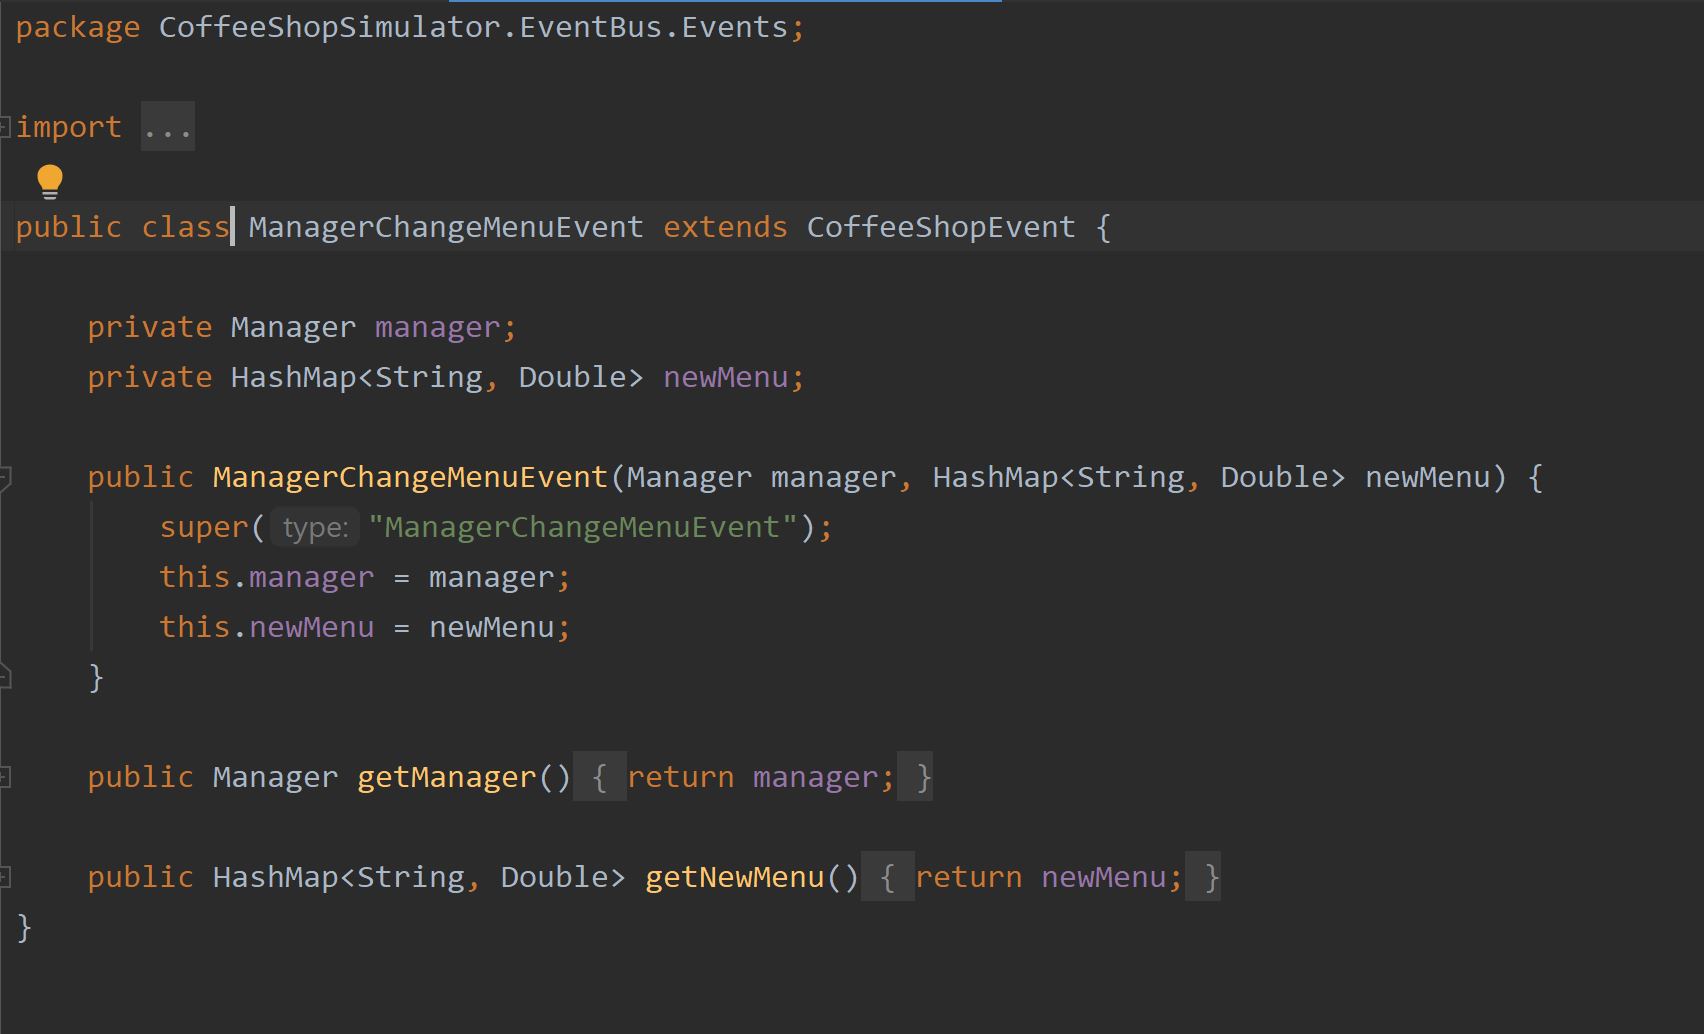 package CoffeeShopSimulator.EventBus.Events;
import ...
public class ManagerChangeMenuEvent extends CoffeeShopEvent {
private Manager manager;
private HashMap<String, Double> newMenu;
public ManagerChangeMenuEvent(Manager manager, HashMap<String, Double> newMenu) {
super( type: "ManagerChangeMenuEvent");
this.manager = manager;
this.newMenu = newMenu;
}
public Manager getManager() { return manager; }
public HashMap<String, Double> getNewMenu() { return newMenu; }
}